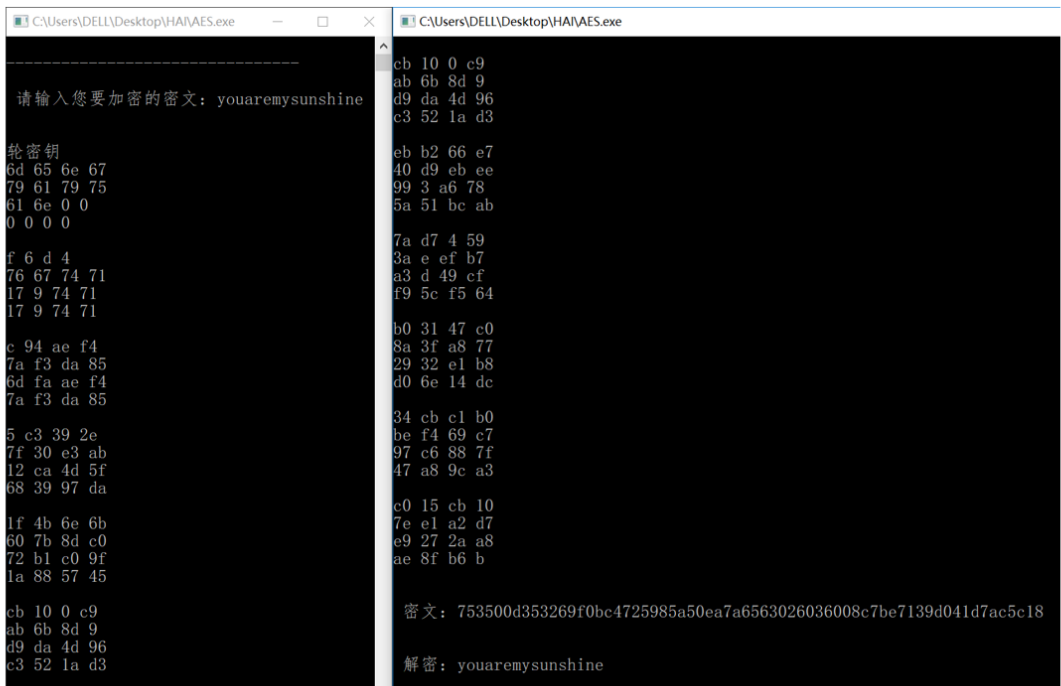 C:\Users\DELL\Desktop\HAI\AES.exe
--------------------------------
请输入您要加密的密文：youaremysunshine
轮密钥
6d 65 6e 67
79 61 79 75
61 6e 0 0
0 0 0 0
f 6 d 4
76 67 74 71
17 9 74 71
17 9 74 71
c 94 ae f4
7a f3 da 85
6d fa ae f4
7a f3 da 85
5 c3 39 2e
7f 30 e3 ab
12 ca 4d 5f
68 39 97 da
1f 4b 6e 6b
60 7b 8d c0
72 b1 c0 9f
1a 88 57 45
cb 10 0 c9
ab 6b 8d 9
d9 da 4d 96
c3 52 1a d3
C:\Users\DELL\Desktop\HAI\AES.exe
cb 10 0 c9
ab 6b 8d 9
d9 da 4d 96
c3 52 1a d3
eb b2 66 e7
40 d9 eb ee
99 3 a6 78
5a 51 bc ab
7a d7 4 59
3a e ef b7
a3 d 49 cf
f9 5c f5 64
b0 31 47 c0
8a 3f a8 77
29 32 e1 b8
d0 6e 14 dc
34 cb c1 b0
be f4 69 c7
97 c6 88 7f
47 a8 9c a3
c0 15 cb 10
7e e1 a2 d7
e9 27 2a a8
ae 8f b6 b
密文：753500d353269f0bc4725985a50ea7a6563026036008c7be7139d041d7ac5c18
解密：youaremysunshine